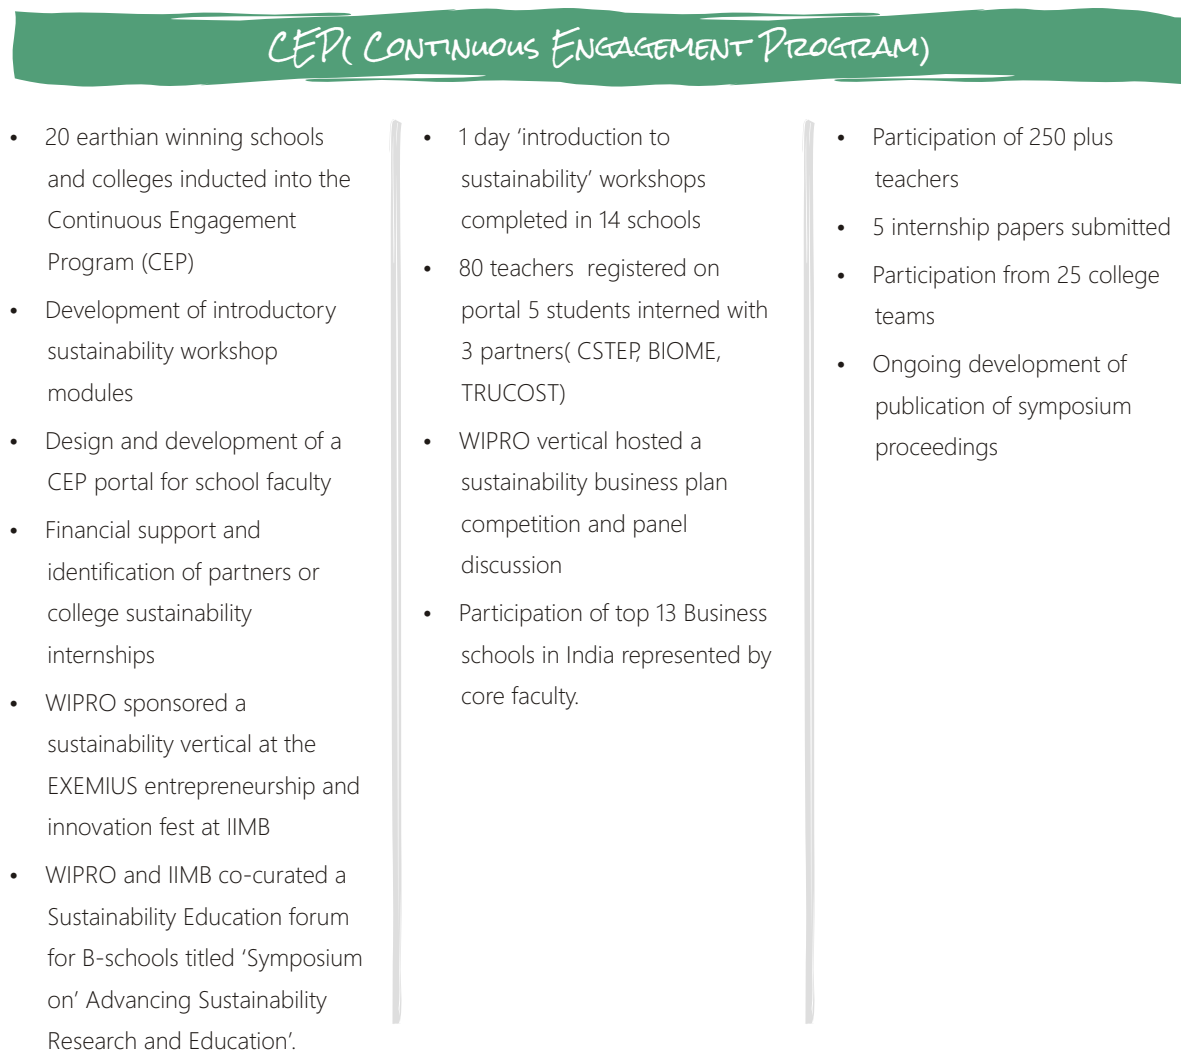 CEP( Continuous Engagement Program)
• 20 earthian winning schools
and colleges inducted into the
Continuous Engagement
Program (CEP)
• Development of introductory
sustainability workshop
modules
• Design and development of a
CEP portal for school faculty
• Financial support and
identification of partners or
college sustainability
internships
• WIPRO sponsored a
sustainability vertical at the
EXEMIUS entrepreneurship and
innovation fest at IIMB
• WIPRO and IIMB co-curated a
Sustainability Education forum
for B-schools titled ‘Symposium
on’ Advancing Sustainability
Research and Education’.
• 1 day ‘introduction to
sustainability’ workshops
completed in 14 schools
• 80 teachers registered on
portal 5 students interned with
3 partners( CSTEP, BIOME,
TRUCOST)
• WIPRO vertical hosted a
sustainability business plan
competition and panel
discussion
• Participation of top 13 Business
schools in India represented by
core faculty.
• Participation of 250 plus
teachers
• 5 internship papers submitted
• Participation from 25 college
teams
• Ongoing development of
publication of symposium
proceedings